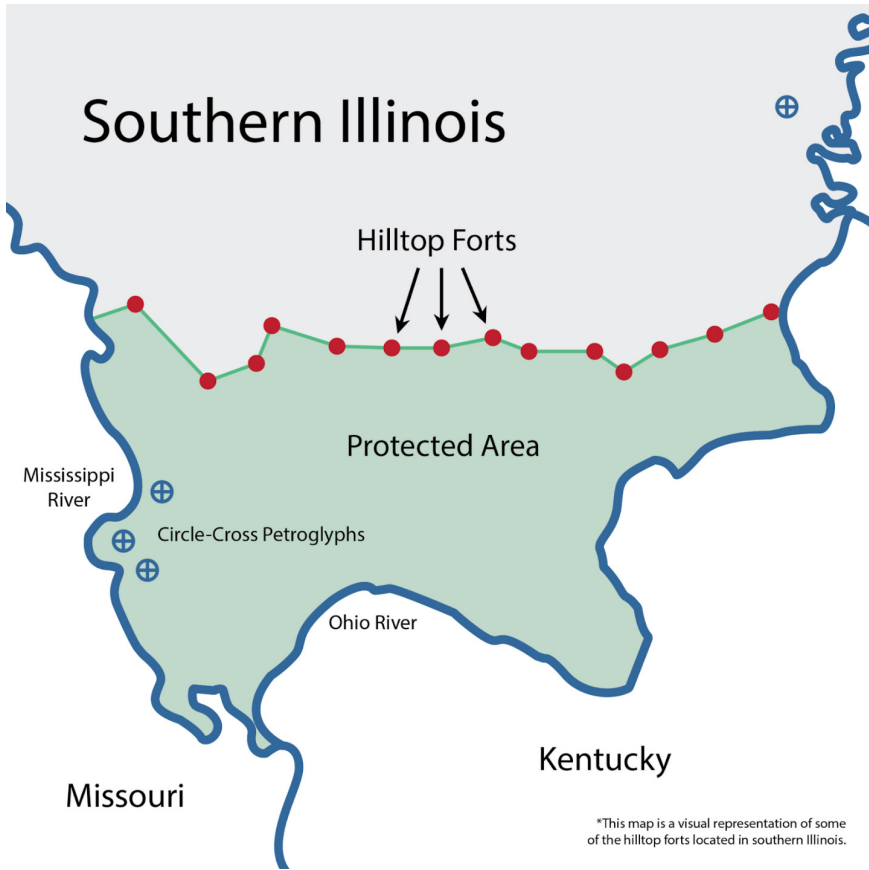 Southern Illinois
Hilltop Forts
Protected Area
Mississippi
River
Circle-Cross Petroglyphs
Ohio River
Kentucky
Missouri
*This map is a visual representation of some
of the hilltop forts located in southern Illinois.